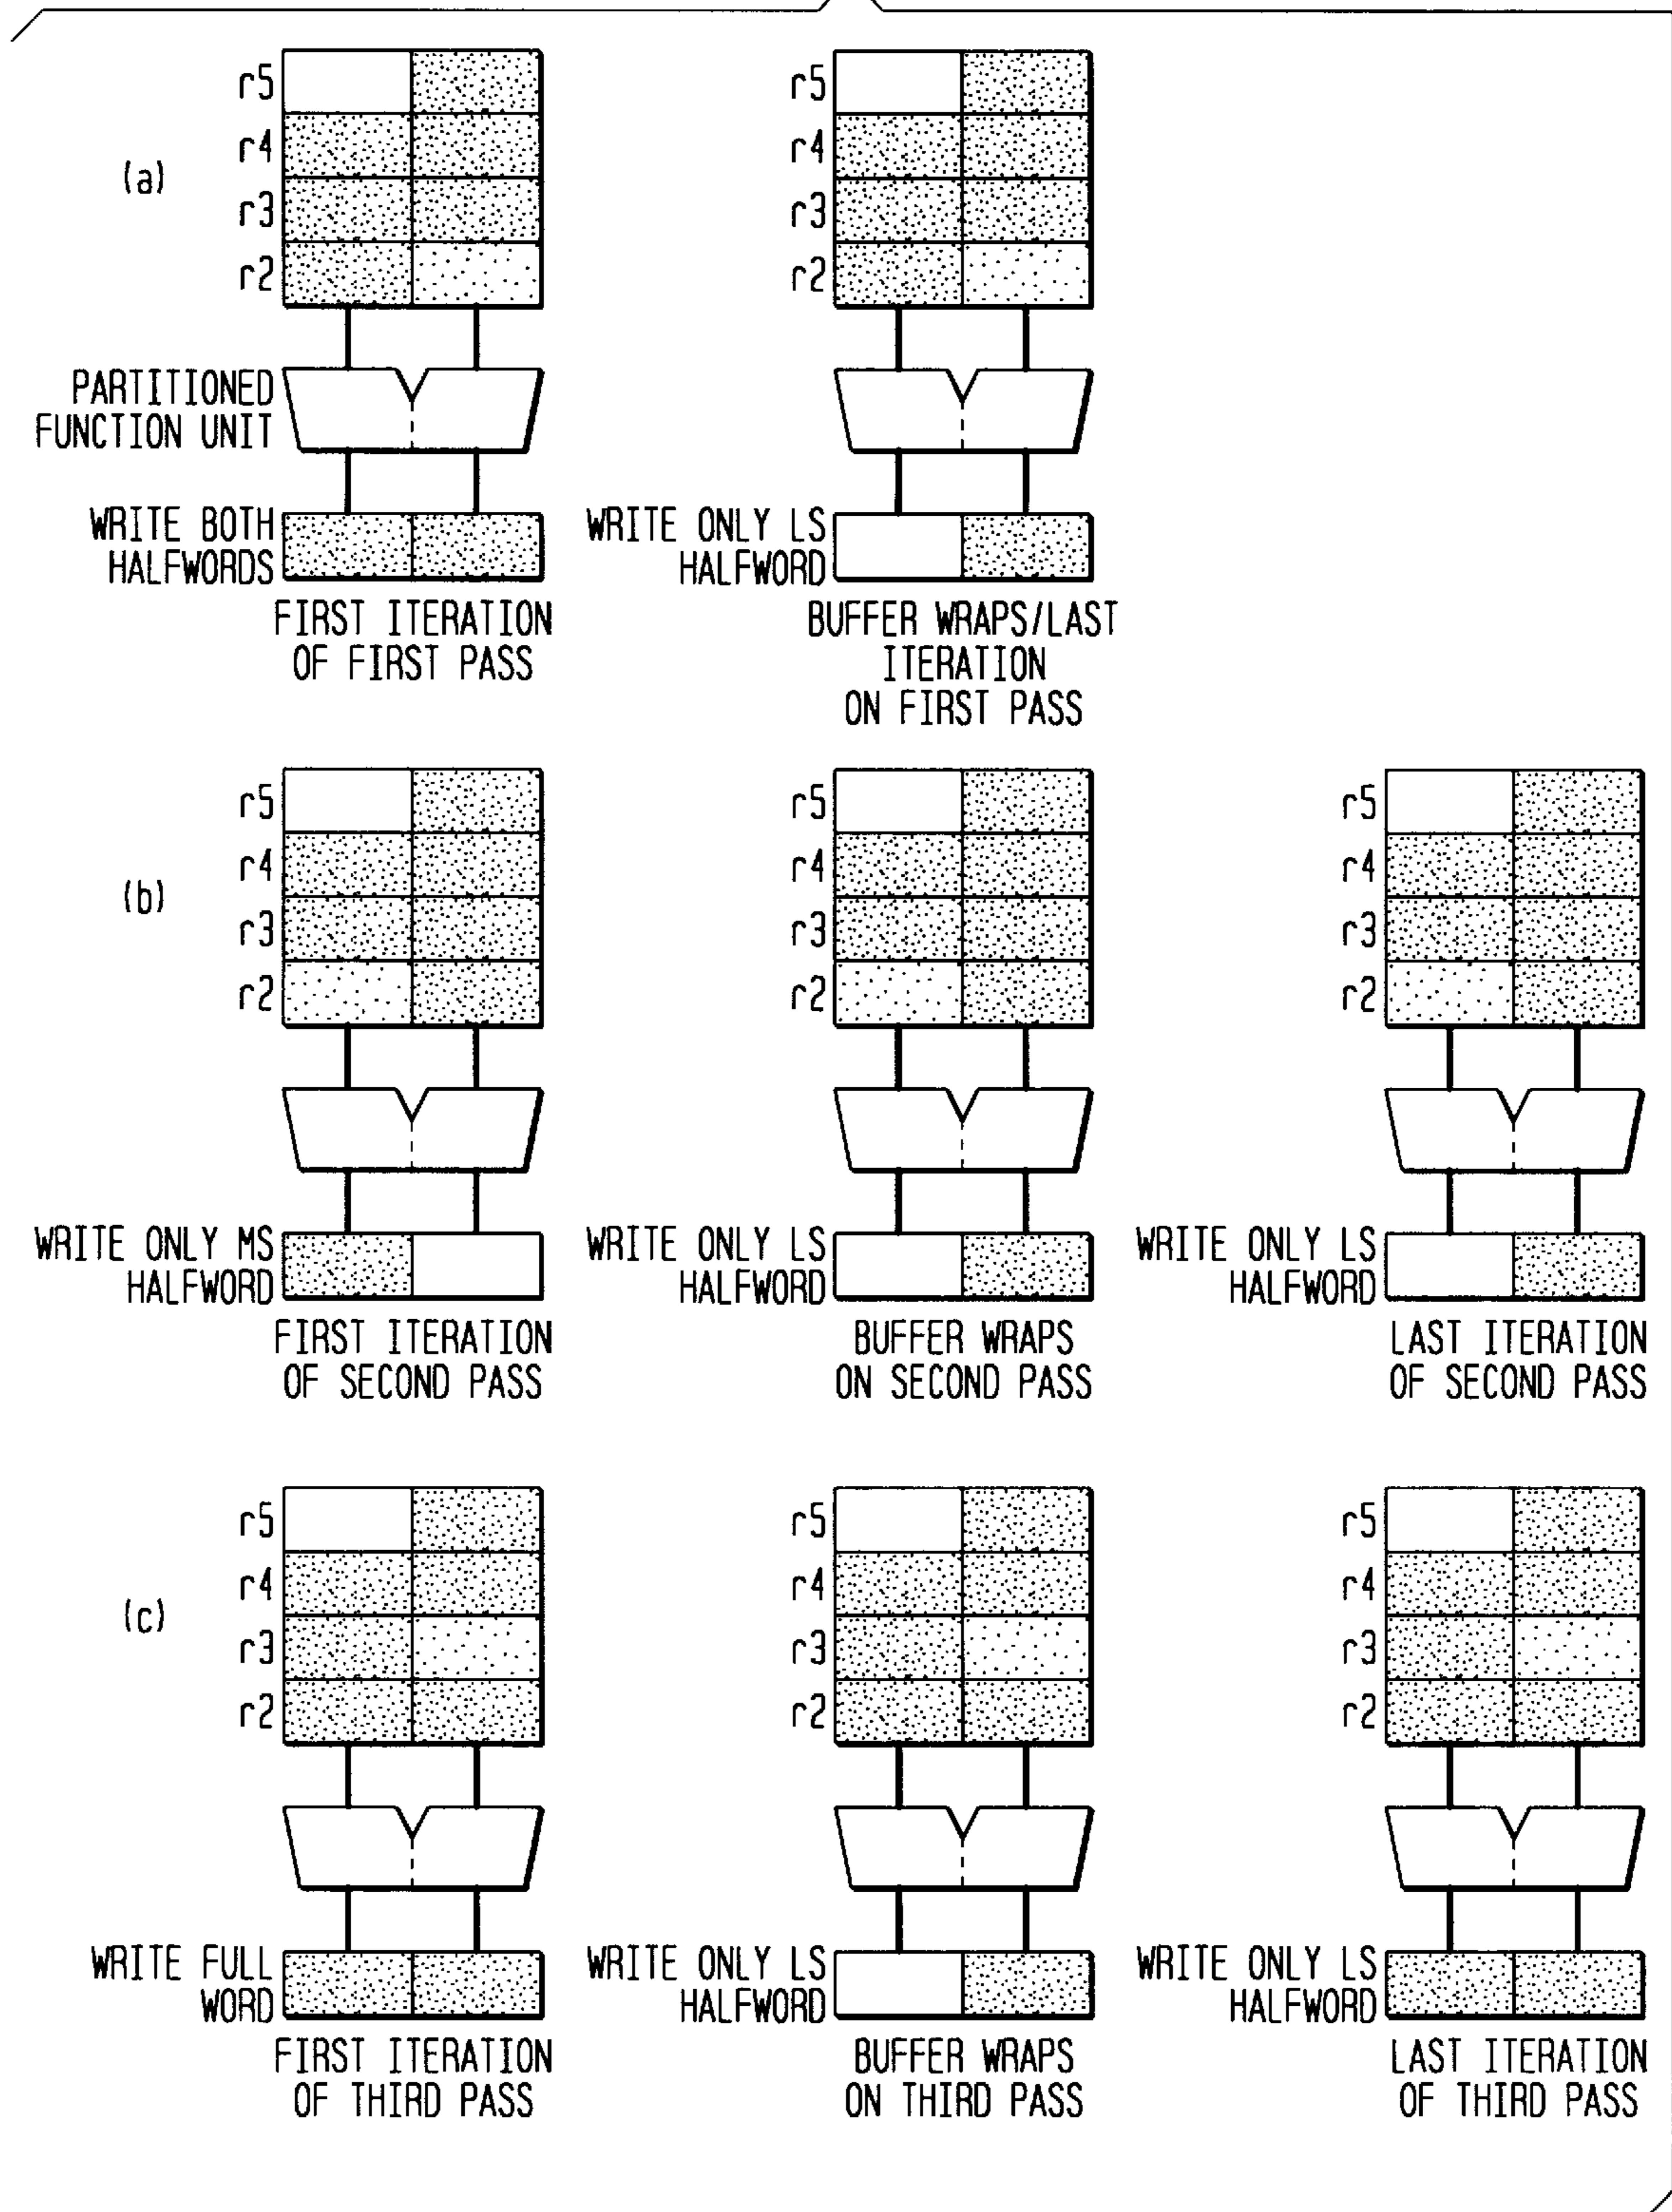 (a)
r5
r4
r3
r2
PARTITIONED
FUNCTION UNIT
WRITE BOTH
HALFWORDS
FIRST ITERATION
OF FIRST PASS
r5
r4
r3
r2
WRITE ONLY LS
HALFWORD
BUFFER WRAPS/LAST
ITERATION
ON FIRST PASS
(b)
r5
r4
r3
r2
WRITE ONLY MS
HALFWORD
FIRST ITERATION
OF SECOND PASS
r5
r4
r3
r2
WRITE ONLY LS
HALFWORD
BUFFER WRAPS
ON SECOND PASS
r5
r4
r3
r2
WRITE ONLY LS
HALFWORD
LAST ITERATION
OF SECOND PASS
(c)
r5
r4
r3
r2
WRITE FULL
WORD
FIRST ITERATION
OF THIRD PASS
r5
r4
r3
r2
WRITE ONLY LS
HALFWORD
BUFFER WRAPS
ON THIRD PASS
r5
r4
r3
r2
WRITE ONLY LS
HALFWORD
LAST ITERATION
OF THIRD PASS